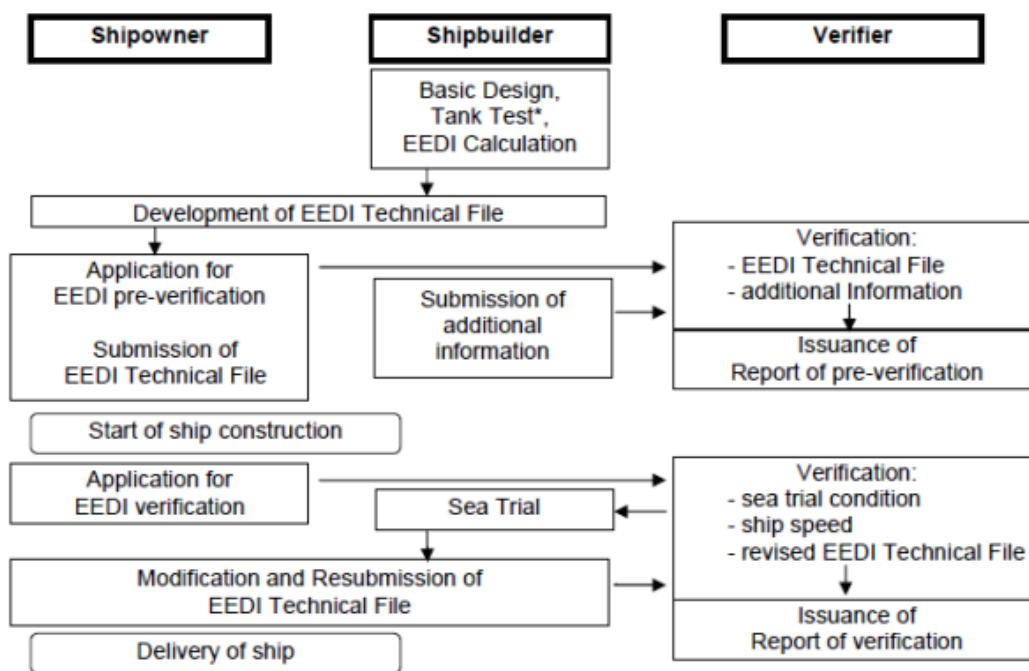 Shipowner
Shipbuilder
Verifier
Basic Design,
Tank Test*,
EEDI Calculation
Development of EEDI Technical File
Application for
EEDI pre-verification
Submission of
EEDI Technical File
Submission of
additional
information
Verification:
- EEDI Technical File
- additional Information
Issuance of
Report of pre-verification
Start of ship construction
Application for
EEDI verification
Sea Trial
Verification:
- sea trial condition
- ship speed
- revised EEDI Technical File
Modification and Resubmission of
EEDI Technical File
Issuance of
Report of verification
Delivery of ship